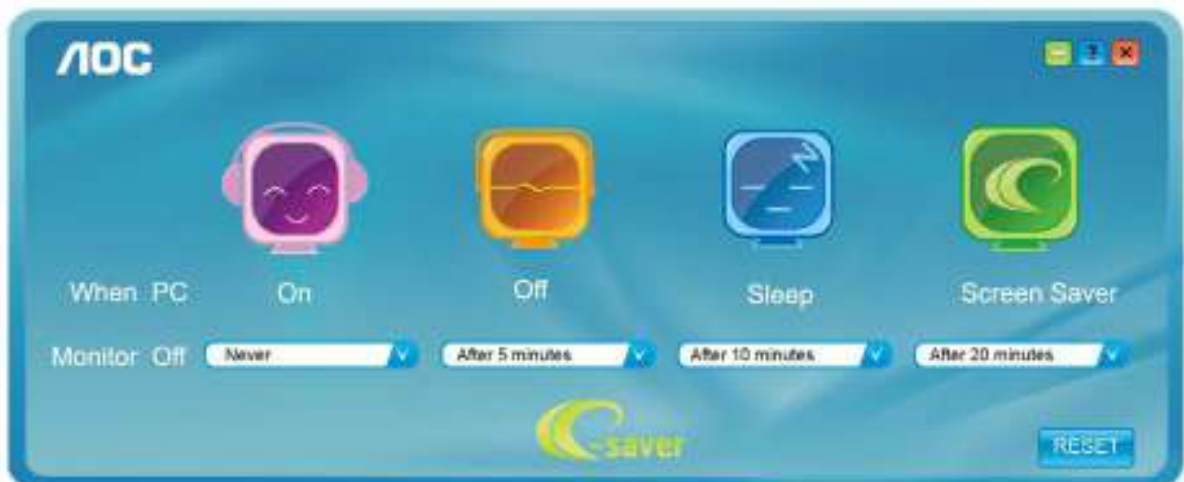 AOC
?
When PC On Off Sleep Screen Saver
Monitor Off Never After 5 minutes After 10 minutes After 20 minutes
e-saver
RESET